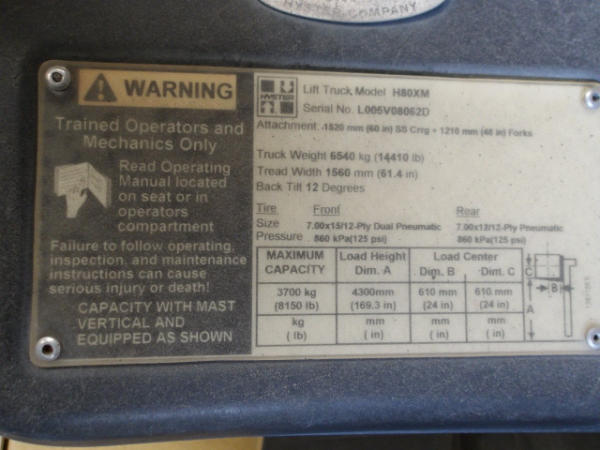 HYSTER COMPANY
WARNING
Trained Operators and
Mechanics Only
Read Operating
Manual located
on seat or in
operators
compartment
Failure to follow operating,
inspection, and maintenance
instructions can cause
serious injury or death!
CAPACITY WITH MAST
VERTICAL AND
EQUIPPED AS SHOWN
HYSTER
Lift Truck Model H80XM
Serial No. L005V08062D
Attachment 1520 mm (60 in) SS Crrg + 1210 mm (48 in) Forks
Truck Weight 6540 kg (14410 lb)
Tread Width 1560 mm (61.4 in)
Back Tilt 12 Degrees
Tire Front Rear
Size 7.00x15/12-Ply Dual Pneumatic 7.00x12/12-Ply Pneumatic
Pressure 860 kPa(125 psi) 860 kPa(125 psi)
MAXIMUM CAPACITY Load Height Dim. A Load Center Dim. B Dim. C
3700 kg 4300mm 610 mm 610 mm
(8150 lb) (169.3 in) (24 in) (24 in)
kg mm mm mm
(lb) (in) (in) (in)
C
B
A